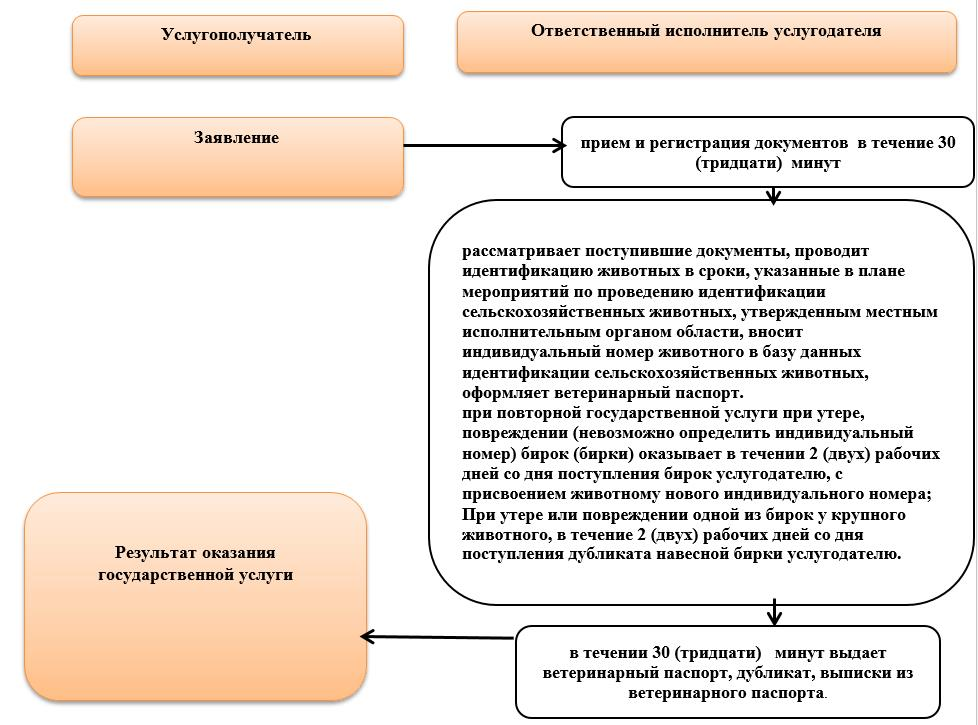 Услугополучатель
Ответственный исполнитель услугодателя
Заявление
прием и регистрация документов в течение 30
(тридцати) минут
рассматривает поступившие документы, проводит
идентификацию животных в сроки, указанные в плане
мероприятий по проведению идентификации
сельскохозяйственных животных, утвержденным местным
исполнительным органом области, вносит
индивидуальный номер животного в базу данных
идентификации сельскохозяйственных животных,
оформляет ветеринарный паспорт.
при повторной государственной услуги при утере,
повреждении (невозможно определить индивидуальный
номер) бирок (бирки) оказывает в течении 2 (двух) рабочих
дней со дня поступления бирок услугодателю, с
присвоением животному нового индивидуального номера;
При утере или повреждении одной из бирок у крупного
животного, в течение 2 (двух) рабочих дней со дня
поступления дубликата навесной бирки услугодателю.
Результат оказания
государственной услуги
в течении 30 (тридцати) минут выдает
ветеринарный паспорт, дубликат, выписки из
ветеринарного паспорта.